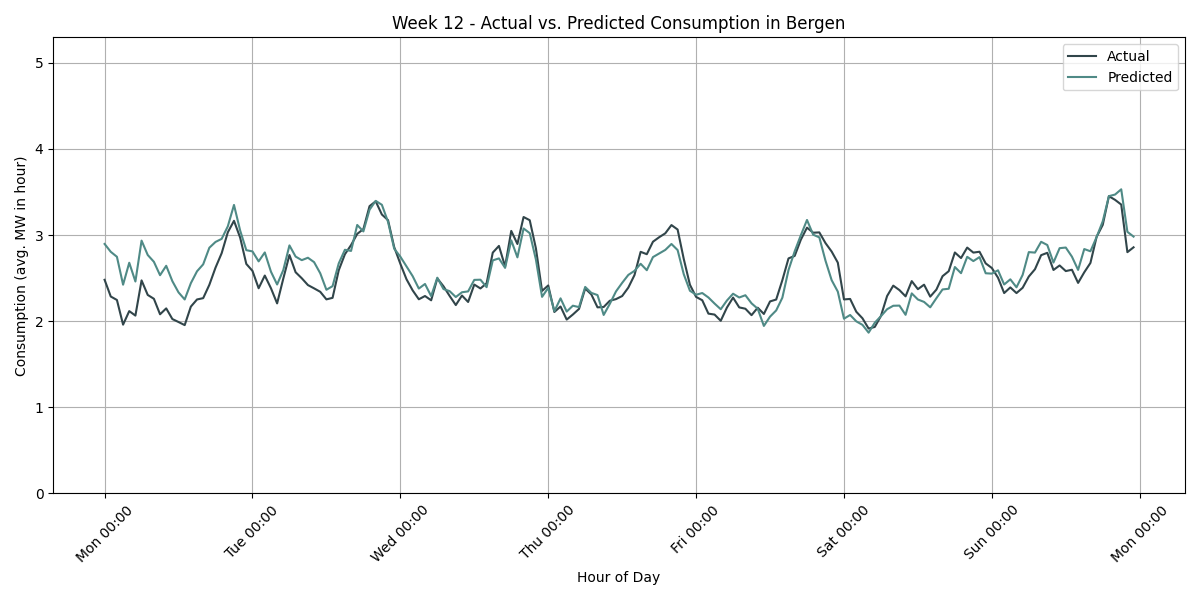 Week 12 - Actual vs. Predicted Consumption in Bergen
Actual
Predicted
Consumption (avg. MW in hour)
5
4
3
2
1
0
Mon 00:00
Tue 00:00
Wed 00:00
Thu 00:00
Fri 00:00
Sat 00:00
Sun 00:00
Mon 00:00
Hour of Day